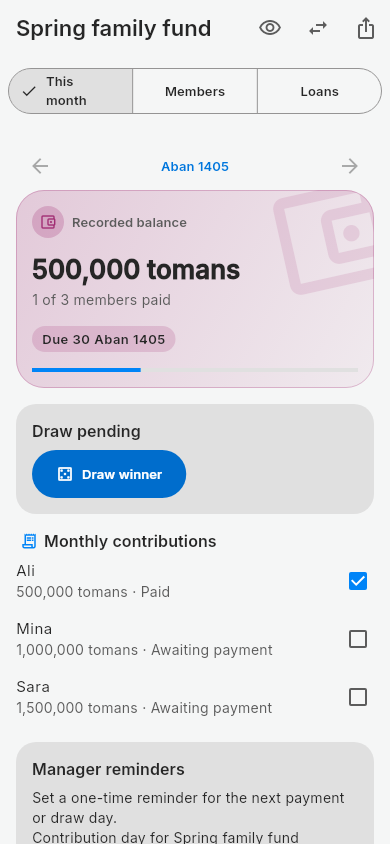 Spring family fund
This
month
Members
Loans
Aban 1405
Recorded balance
500,000 tomans
1 of 3 members paid
Due 30 Aban 1405
Draw pending
Draw winner
Monthly contributions
Ali
500,000 tomans · Paid
Mina
1,000,000 tomans · Awaiting payment
Sara
1,500,000 tomans · Awaiting payment
Manager reminders
Set a one-time reminder for the next payment
or draw day.
Contribution day for Spring family fund